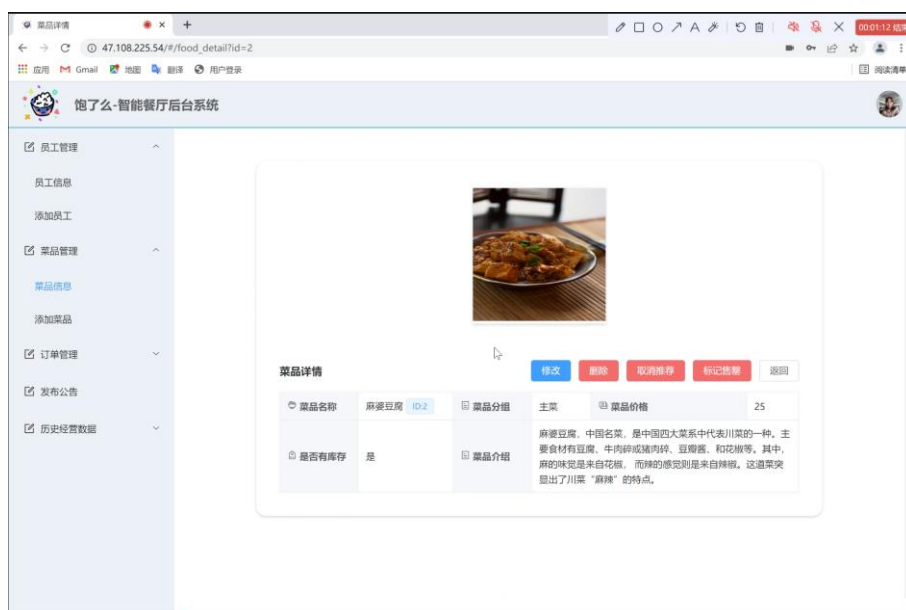 菜品详情
00:01:12 结束
47.108.225.54/#/food_detail?id=2
应用 Gmail 地图 翻译 用户登录 阅读清单
饱了么-智能餐厅后台系统
员工管理
员工信息
添加员工
菜品管理
菜品信息
添加菜品
订单管理
发布公告
历史经营数据
菜品详情 修改 删除 取消推荐 标记售罄 返回
菜品名称 麻婆豆腐 ID:2 菜品分组 主菜 菜品价格 25
是否有库存 是 菜品介绍
麻婆豆腐，中国名菜，是中国四大菜系中代表川菜的一种。主
要食材有豆腐、牛肉碎或猪肉碎、豆瓣酱、和花椒等。其中，
麻的味觉是来自花椒， 而辣的感觉则是来自辣椒。这道菜突
显出了川菜“麻辣”的特点。